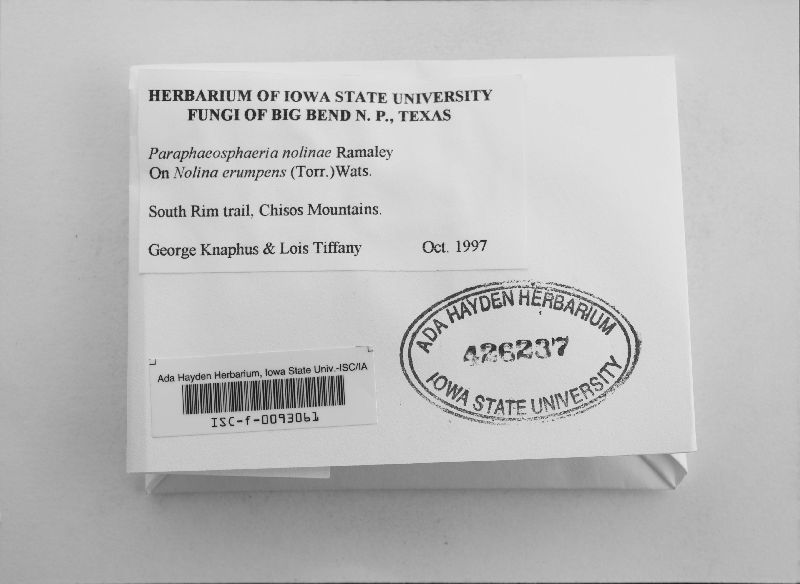 HERBARIUM OF IOWA STATE UNIVERSITY
FUNGI OF BIG BEND N. P., TEXAS
Paraphaeosphaeria nolinae Ramaley
On Nolina erumpens (Torr.)Wats.
South Rim trail, Chisos Mountains.
George Knaphus & Lois Tiffany Oct. 1997
ADA HAYDEN HERBARIUM
426237
IOWA STATE UNIVERSITY
Ada Hayden Herbarium, Iowa State Univ.-ISC/IA
ISC-f-0093061